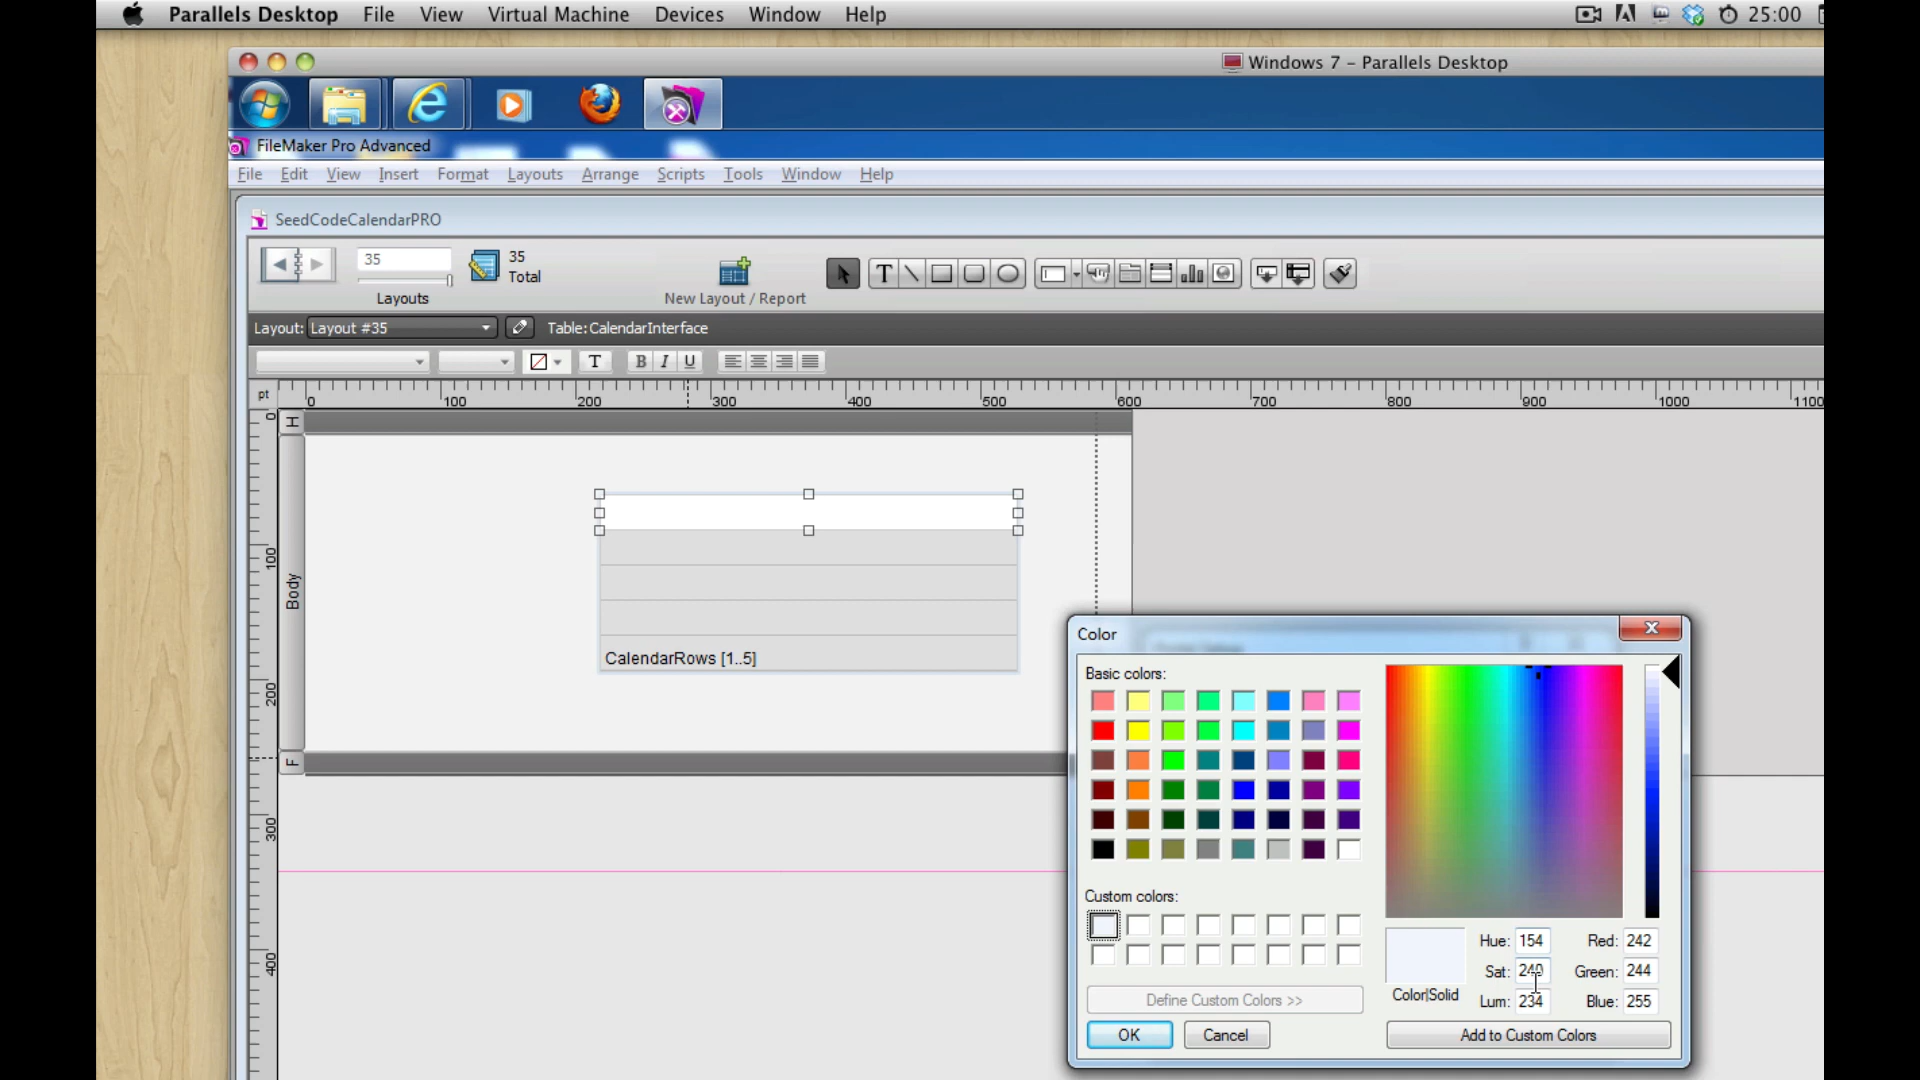 Parallels Desktop File View Virtual Machine Devices Window Help 25:00
Windows 7 - Parallels Desktop
FileMaker Pro Advanced
File Edit View Insert Format Layouts Arrange Scripts Tools Window Help
SeedCodeCalendarPRO
35 35
Total
Layouts New Layout / Report
Layout: Layout #35 Table: CalendarInterface
T B I U
pt 0 100 200 300 400 500 600 700 800 900 1000 1100
0
H
100
Body
CalendarRows [1..5]
200
F
300
400
Color
Basic colors:
Custom colors:
Hue: 154 Red: 242
Sat: 240 Green: 244
Color|Solid Lum: 234 Blue: 255
Define Custom Colors >>
OK Cancel Add to Custom Colors